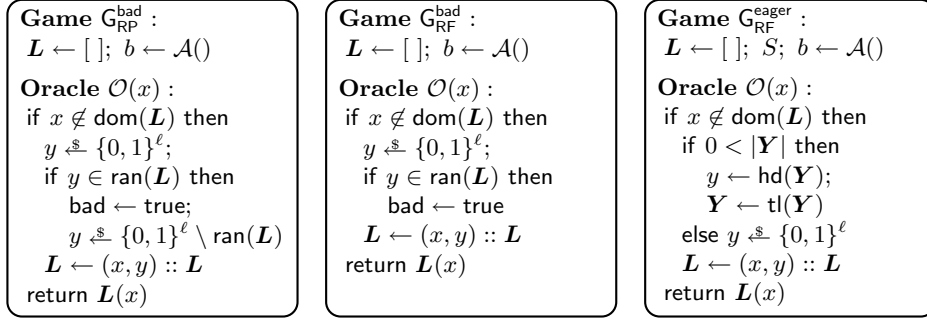 Game G_RP^bad :
L ← [ ]; b ← A()
Oracle O(x) :
if x ∉ dom(L) then
y ←$ {0, 1}^ℓ;
if y ∈ ran(L) then
bad ← true;
y ←$ {0, 1}^ℓ \ ran(L)
L ← (x, y) :: L
return L(x)
Game G_RF^bad :
L ← [ ]; b ← A()
Oracle O(x) :
if x ∉ dom(L) then
y ←$ {0, 1}^ℓ;
if y ∈ ran(L) then
bad ← true
L ← (x, y) :: L
return L(x)
Game G_RF^eager :
L ← [ ]; S; b ← A()
Oracle O(x) :
if x ∉ dom(L) then
if 0 < |Y| then
y ← hd(Y);
Y ← tl(Y)
else y ←$ {0, 1}^ℓ
L ← (x, y) :: L
return L(x)